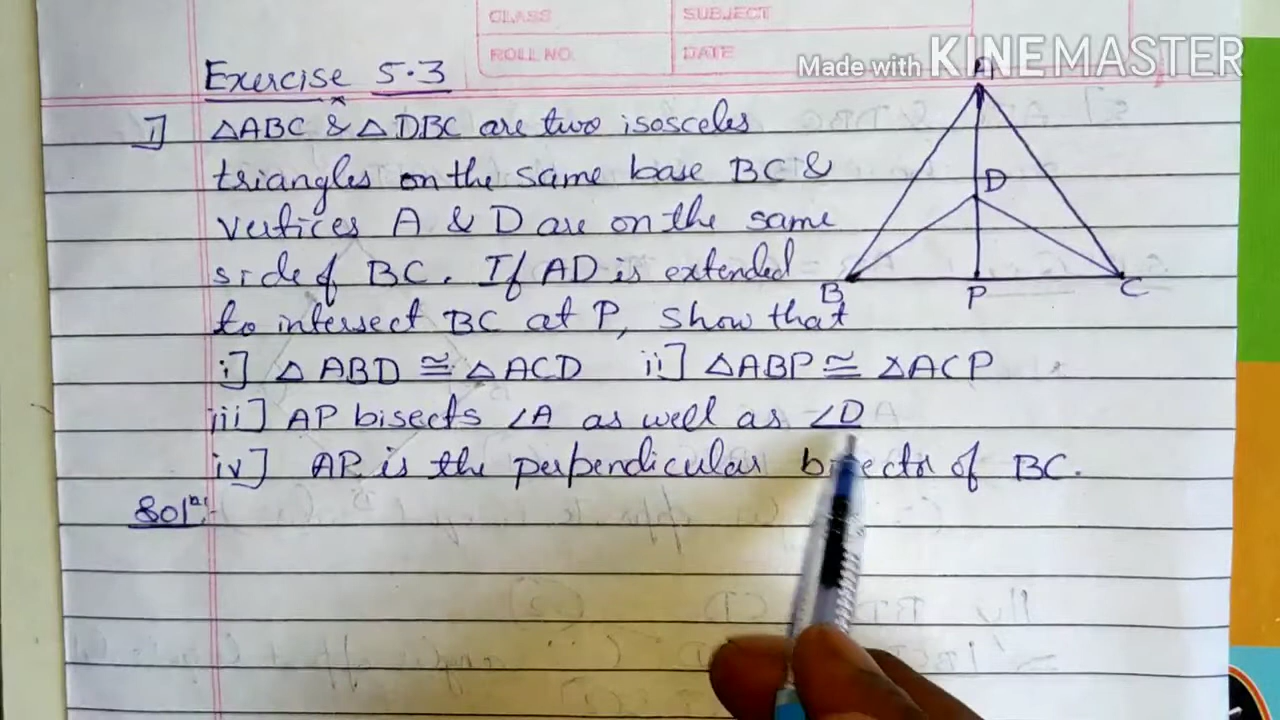 CLASS SUBJECT
ROLL NO. DATE
Made with KINEMASTER
Exercise 5.3
1] △ABC & △DBC are two isosceles
triangles on the same base BC &
vertices A & D are on the same
side of BC. If AD is extended
to intersect BC at P, show that
i] △ABD ≅ △ACD ii] △ABP ≅ △ACP
iii] AP bisects ∠A as well as ∠D
iv] AP is the perpendicular bisector of BC.
Solⁿ:-
A
D
B P C